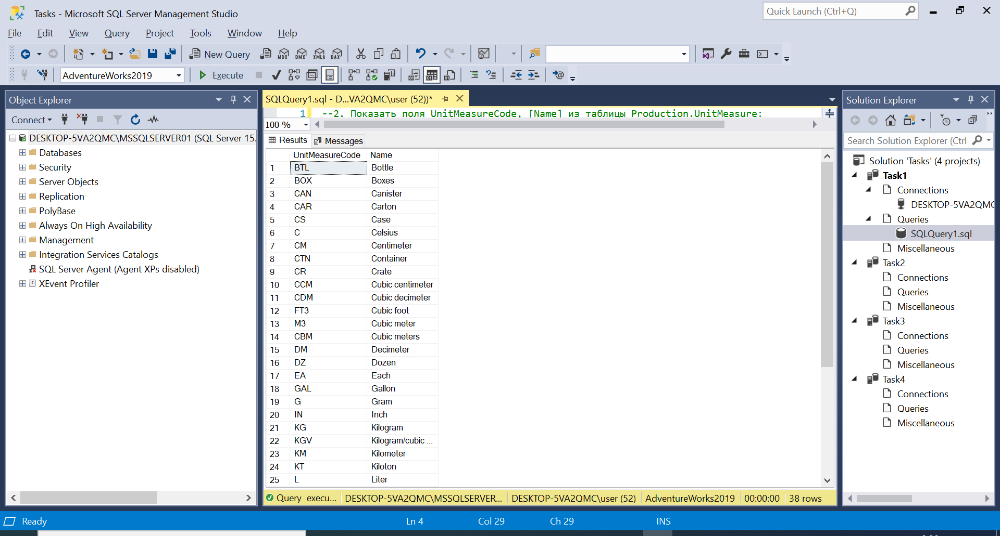 Tasks - Microsoft SQL Server Management Studio
Quick Launch (Ctrl+Q)
File Edit View Query Project Tools Window Help
New Query MDX DMX XMLA DAX
AdventureWorks2019 Execute
Object Explorer
Connect
DESKTOP-5VA2QMC\MSSQLSERVER01 (SQL Server 15.
Databases
Security
Server Objects
Replication
PolyBase
Always On High Availability
Management
Integration Services Catalogs
SQL Server Agent (Agent XPs disabled)
XEvent Profiler
SQLQuery1.sql - D...VA2QMC\user (52))*
1 --2. Показать поля UnitMeasureCode, [Name] из таблицы Production.UnitMeasure:
100 %
Results Messages
UnitMeasureCode Name
1 BTL Bottle
2 BOX Boxes
3 CAN Canister
4 CAR Carton
5 CS Case
6 C Celsius
7 CM Centimeter
8 CTN Container
9 CR Crate
10 CCM Cubic centimeter
11 CDM Cubic decimeter
12 FT3 Cubic foot
13 M3 Cubic meter
14 CBM Cubic meters
15 DM Decimeter
16 DZ Dozen
17 EA Each
18 GAL Gallon
19 G Gram
20 IN Inch
21 KG Kilogram
22 KGV Kilogram/cubic ...
23 KM Kilometer
24 KT Kiloton
25 L Liter
Query execu... DESKTOP-5VA2QMC\MSSQLSERVER... DESKTOP-5VA2QMC\user (52) AdventureWorks2019 00:00:00 38 rows
Solution Explorer
Search Solution Explorer (Ctrl
Solution 'Tasks' (4 projects)
Task1
Connections
DESKTOP-5VA2QMC
Queries
SQLQuery1.sql
Miscellaneous
Task2
Connections
Queries
Miscellaneous
Task3
Connections
Queries
Miscellaneous
Task4
Connections
Queries
Miscellaneous
Ready Ln 4 Col 29 Ch 29 INS